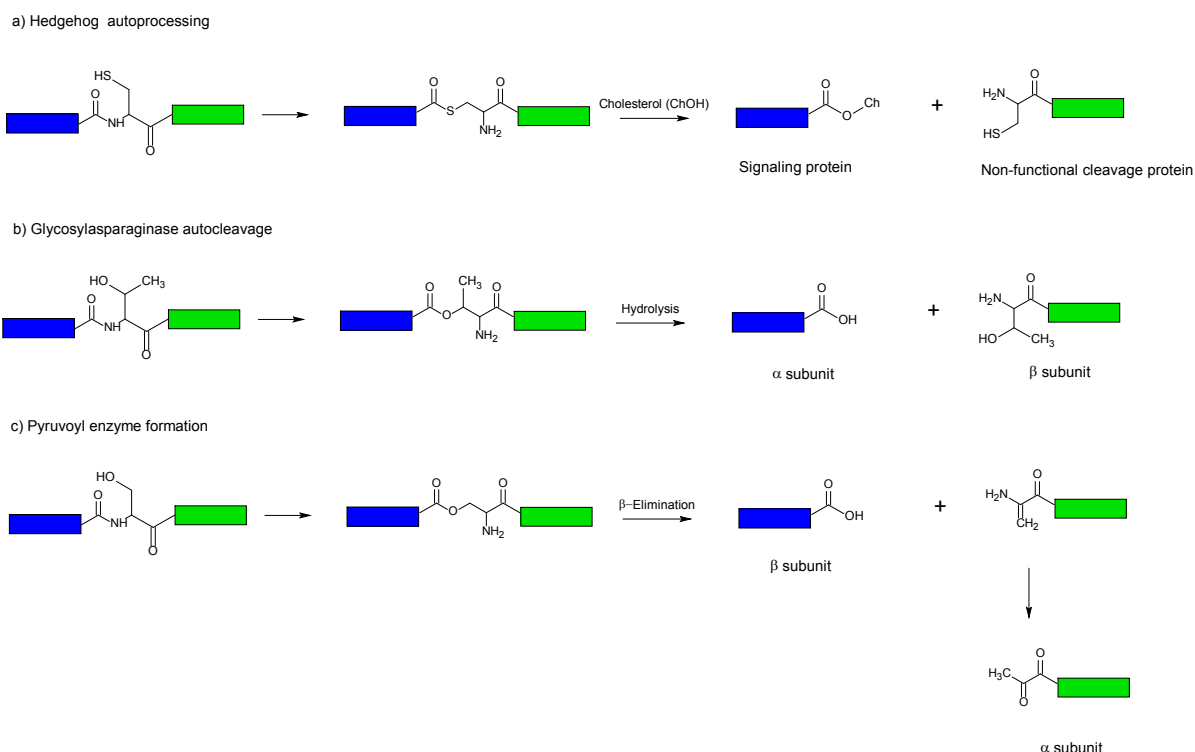 a) Hedgehog autoprocessing
HS
O
NH
O
O
S
O
NH2
Cholesterol (ChOH)
O
O
Ch
+
H2N
O
HS
Signaling protein
Non-functional cleavage protein
b) Glycosylasparaginase autocleavage
HO
CH3
O
NH
O
O
O
CH3
O
NH2
Hydrolysis
O
OH
+
H2N
O
HO
CH3
α subunit
β subunit
c) Pyruvoyl enzyme formation
HO
O
NH
O
O
O
O
NH2
β−Elimination
O
OH
+
H2N
O
CH2
β subunit
H3C
O
O
α subunit